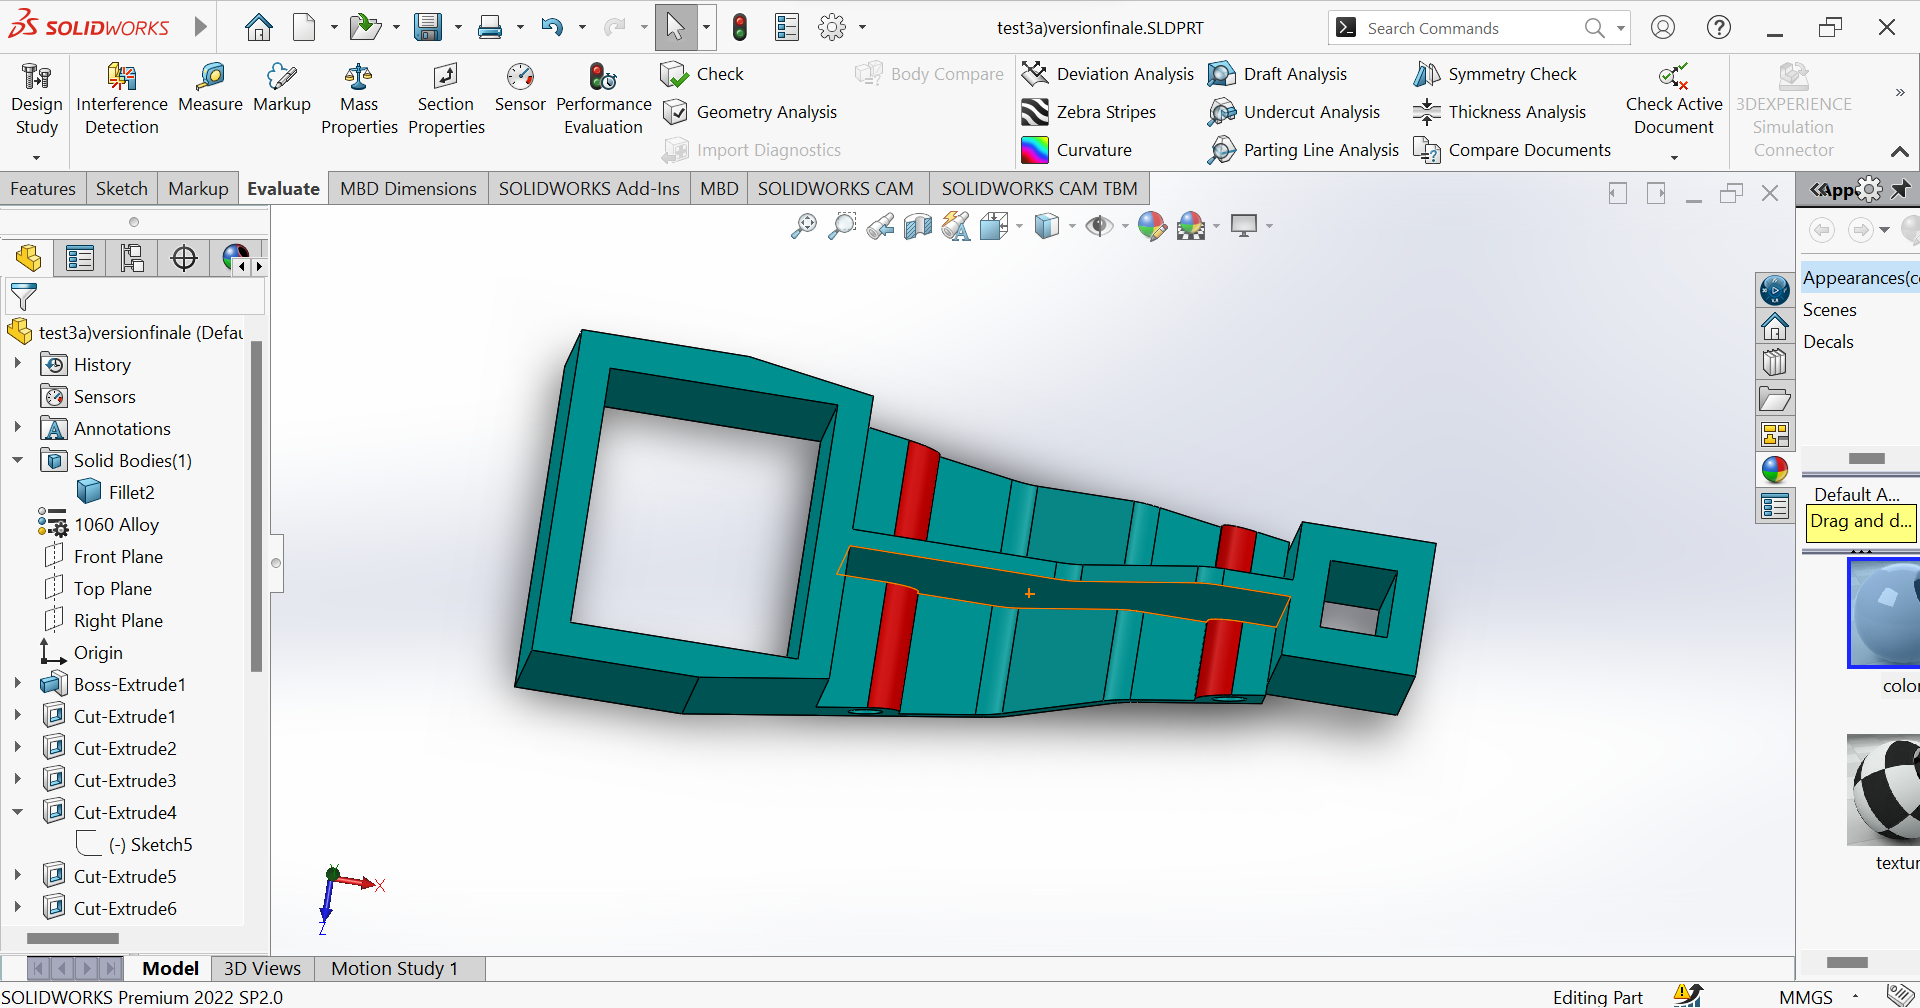 SOLIDWORKS
test3a)versionfinale.SLDPRT
Search Commands
Design Study
Interference Detection
Measure
Markup
Mass Properties
Section Properties
Sensor
Performance Evaluation
Check
Geometry Analysis
Import Diagnostics
Body Compare
Deviation Analysis
Zebra Stripes
Curvature
Draft Analysis
Undercut Analysis
Parting Line Analysis
Symmetry Check
Thickness Analysis
Compare Documents
Check Active Document
3DEXPERIENCE Simulation Connector
Features
Sketch
Markup
Evaluate
MBD Dimensions
SOLIDWORKS Add-Ins
MBD
SOLIDWORKS CAM
SOLIDWORKS CAM TBM
App
test3a)versionfinale (Defau
History
Sensors
Annotations
Solid Bodies(1)
Fillet2
1060 Alloy
Front Plane
Top Plane
Right Plane
Origin
Boss-Extrude1
Cut-Extrude1
Cut-Extrude2
Cut-Extrude3
Cut-Extrude4
(-) Sketch5
Cut-Extrude5
Cut-Extrude6
Appearances(c
Scenes
Decals
Default A...
Drag and d...
color
textur
Y
X
Z
Model
3D Views
Motion Study 1
SOLIDWORKS Premium 2022 SP2.0
Editing Part
MMGS